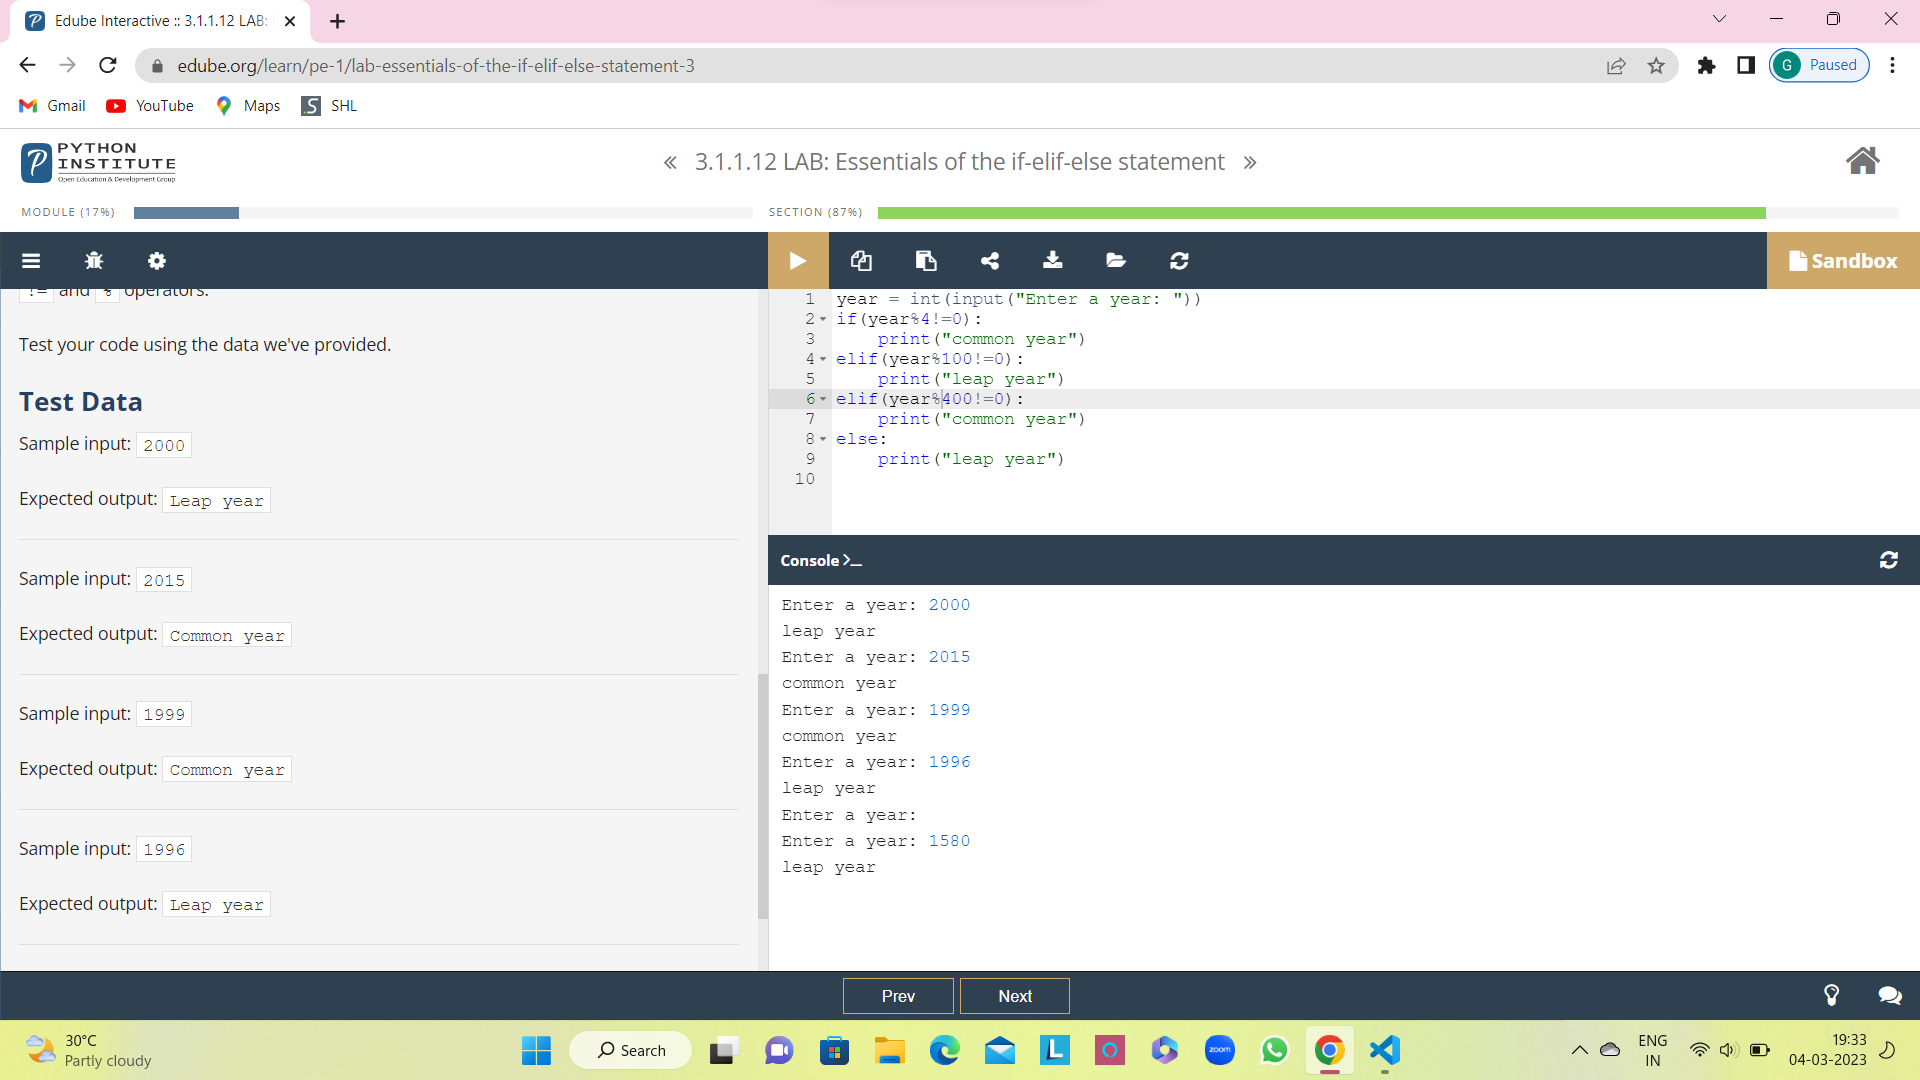 Edube Interactive :: 3.1.1.12 LAB:
edube.org/learn/pe-1/lab-essentials-of-the-if-elif-else-statement-3
G Paused
Gmail YouTube Maps SHL
PYTHON
INSTITUTE
Open Education & Development Group
« 3.1.1.12 LAB: Essentials of the if-elif-else statement »
MODULE (17%)
SECTION (87%)
Sandbox
!= and % operators.
Test your code using the data we've provided.
Test Data
Sample input: 2000
Expected output: Leap year
Sample input: 2015
Expected output: Common year
Sample input: 1999
Expected output: Common year
Sample input: 1996
Expected output: Leap year
1 year = int(input("Enter a year: "))
2 if(year%4!=0):
3 print("common year")
4 elif(year%100!=0):
5 print("leap year")
6 elif(year%400!=0):
7 print("common year")
8 else:
9 print("leap year")
10
Console >_
Enter a year: 2000
leap year
Enter a year: 2015
common year
Enter a year: 1999
common year
Enter a year: 1996
leap year
Enter a year:
Enter a year: 1580
leap year
Prev Next
30°C
Partly cloudy
Search
zoom
ENG
IN
19:33
04-03-2023